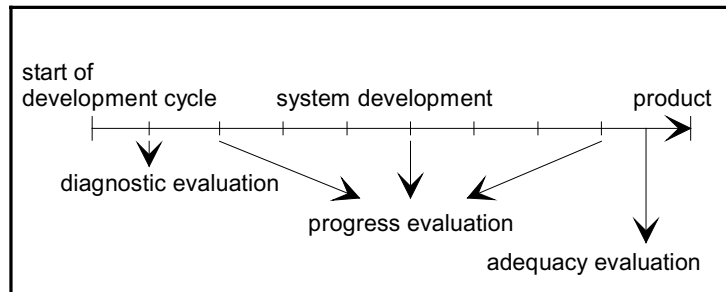 start of
development cycle
system development
product
diagnostic evaluation
progress evaluation
adequacy evaluation